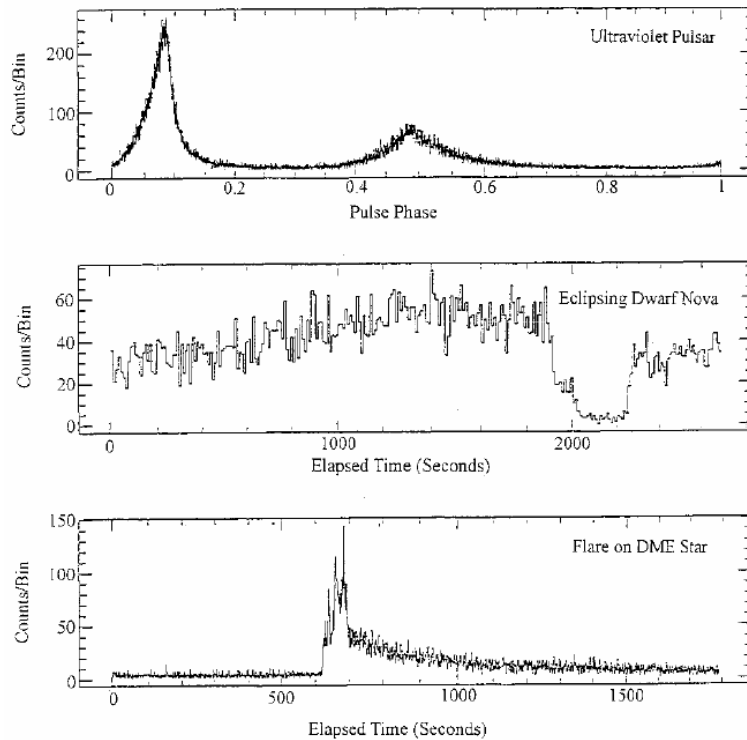 Ultraviolet Pulsar
Counts/Bin
200
100
0
0 0.2 0.4 0.6 0.8 1
Pulse Phase
Eclipsing Dwarf Nova
Counts/Bin
60
40
20
0
0 1000 2000
Elapsed Time (Seconds)
Flare on DME Star
Counts/Bin
150
100
50
0
0 500 1000 1500
Elapsed Time (Seconds)